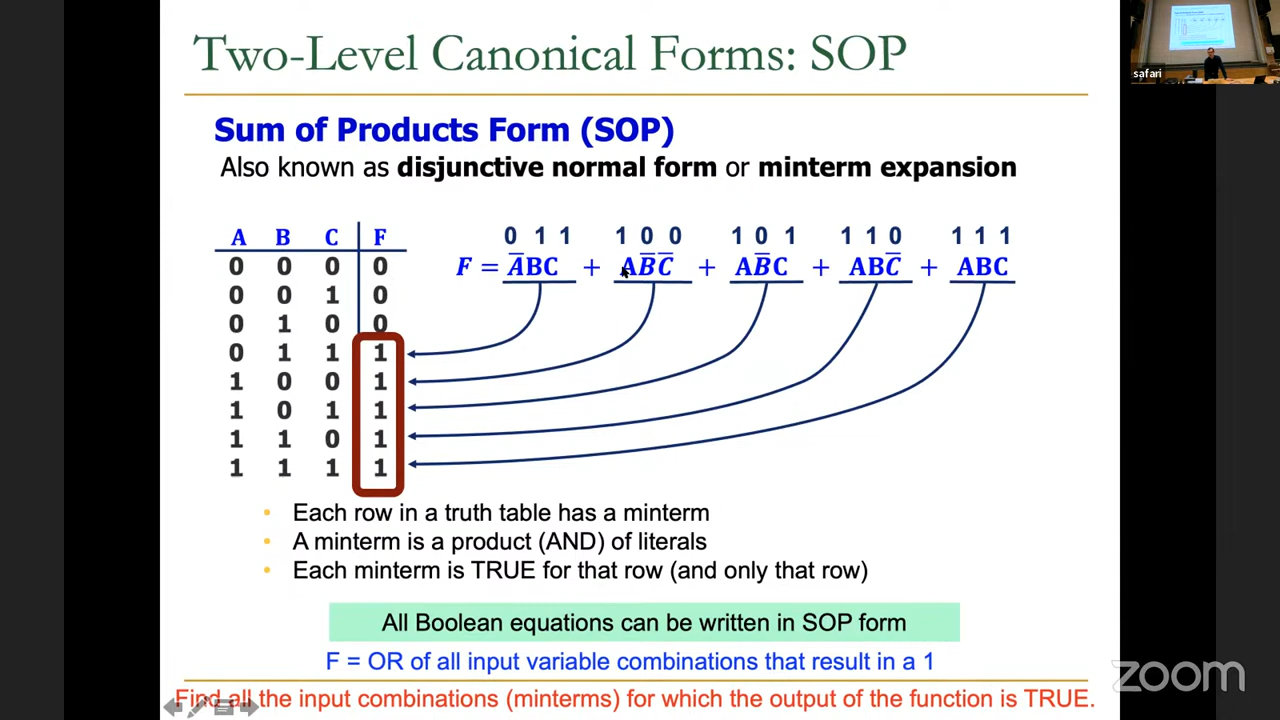 Two-Level Canonical Forms: SOP
safari
Sum of Products Form (SOP)
Also known as disjunctive normal form or minterm expansion
A B C F
0 0 0 0
0 0 1 0
0 1 0 0
0 1 1 1
1 0 0 1
1 0 1 1
1 1 0 1
1 1 1 1
0 1 1 1 0 0 1 0 1 1 1 0 1 1 1
F = A̅BC + AB̅C̅ + AB̅C + ABC̅ + ABC
• Each row in a truth table has a minterm
• A minterm is a product (AND) of literals
• Each minterm is TRUE for that row (and only that row)
All Boolean equations can be written in SOP form
F = OR of all input variable combinations that result in a 1
Find all the input combinations (minterms) for which the output of the function is TRUE.
zoom